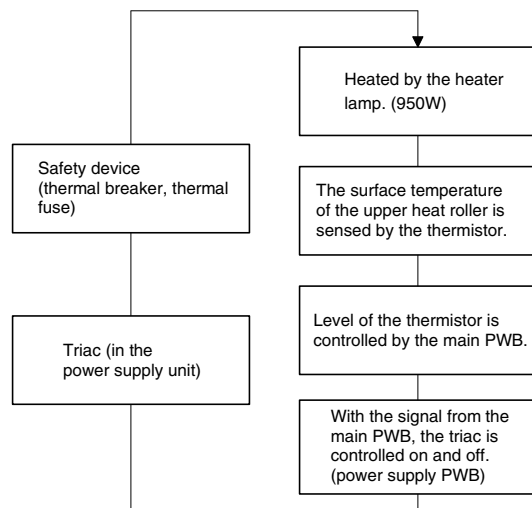 Heated by the heater
lamp. (950W)
Safety device
(thermal breaker, thermal
fuse)
The surface temperature
of the upper heat roller is
sensed by the thermistor.
Level of the thermistor is
controlled by the main PWB.
Triac (in the
power supply unit)
With the signal from the
main PWB, the triac is
controlled on and off.
(power supply PWB)